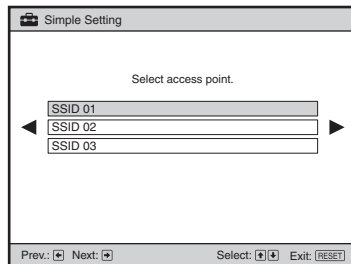 Simple Setting
Select access point.
SSID 01
SSID 02
SSID 03
Prev.: ← Next: → Select: ↑ ↓ Exit: RESET